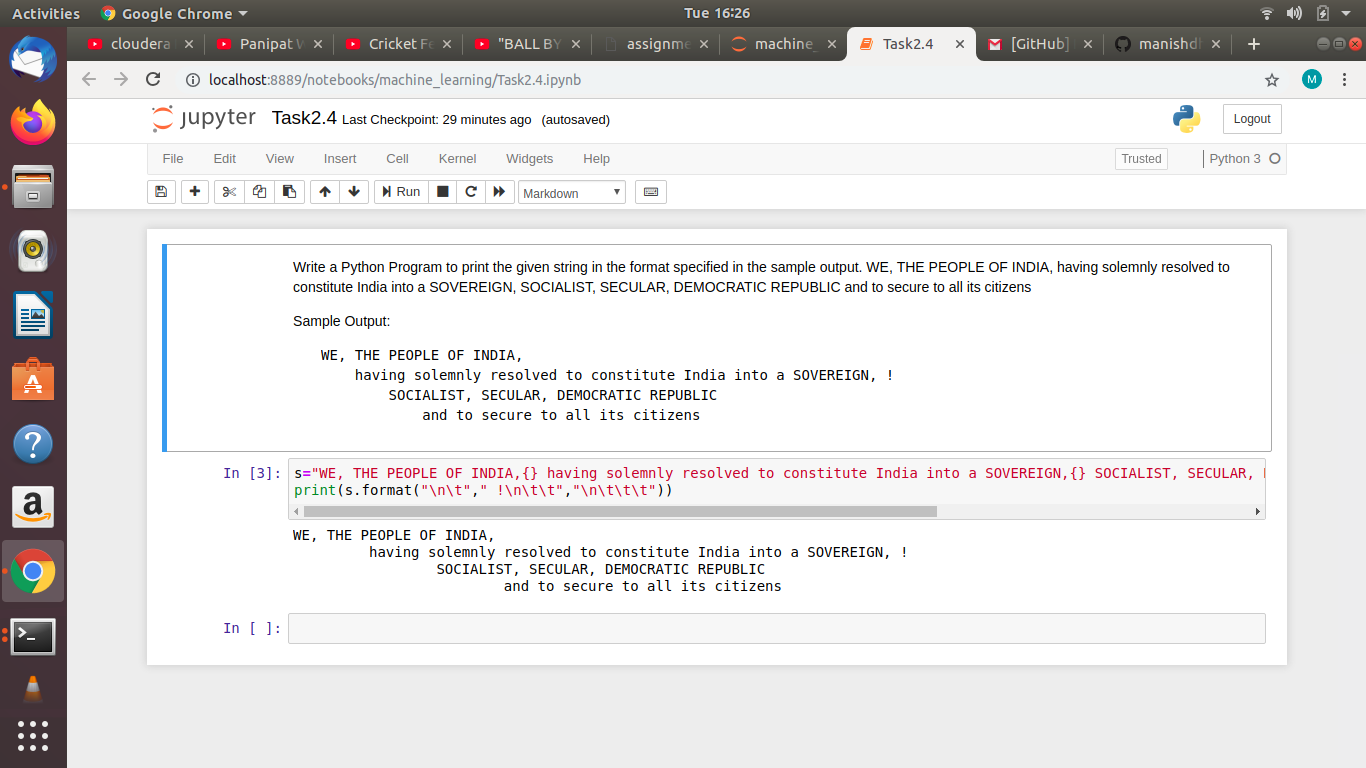 Activities Google Chrome Tue 16:26
cloudera Panipat Cricket Fe "BALL BY assignme machine_ Task2.4 [GitHub] manishd
localhost:8889/notebooks/machine_learning/Task2.4.ipynb M
jupyter Task2.4 Last Checkpoint: 29 minutes ago (autosaved) Logout
File Edit View Insert Cell Kernel Widgets Help Trusted Python 3
Run Markdown
Write a Python Program to print the given string in the format specified in the sample output. WE, THE PEOPLE OF INDIA, having solemnly resolved to
constitute India into a SOVEREIGN, SOCIALIST, SECULAR, DEMOCRATIC REPUBLIC and to secure to all its citizens
Sample Output:
WE, THE PEOPLE OF INDIA,
having solemnly resolved to constitute India into a SOVEREIGN, !
SOCIALIST, SECULAR, DEMOCRATIC REPUBLIC
and to secure to all its citizens
In [3]: s="WE, THE PEOPLE OF INDIA,{} having solemnly resolved to constitute India into a SOVEREIGN,{} SOCIALIST, SECULAR,
print(s.format("\n\t"," !\n\t\t","\n\t\t\t"))
WE, THE PEOPLE OF INDIA,
having solemnly resolved to constitute India into a SOVEREIGN, !
SOCIALIST, SECULAR, DEMOCRATIC REPUBLIC
and to secure to all its citizens
In [ ]: